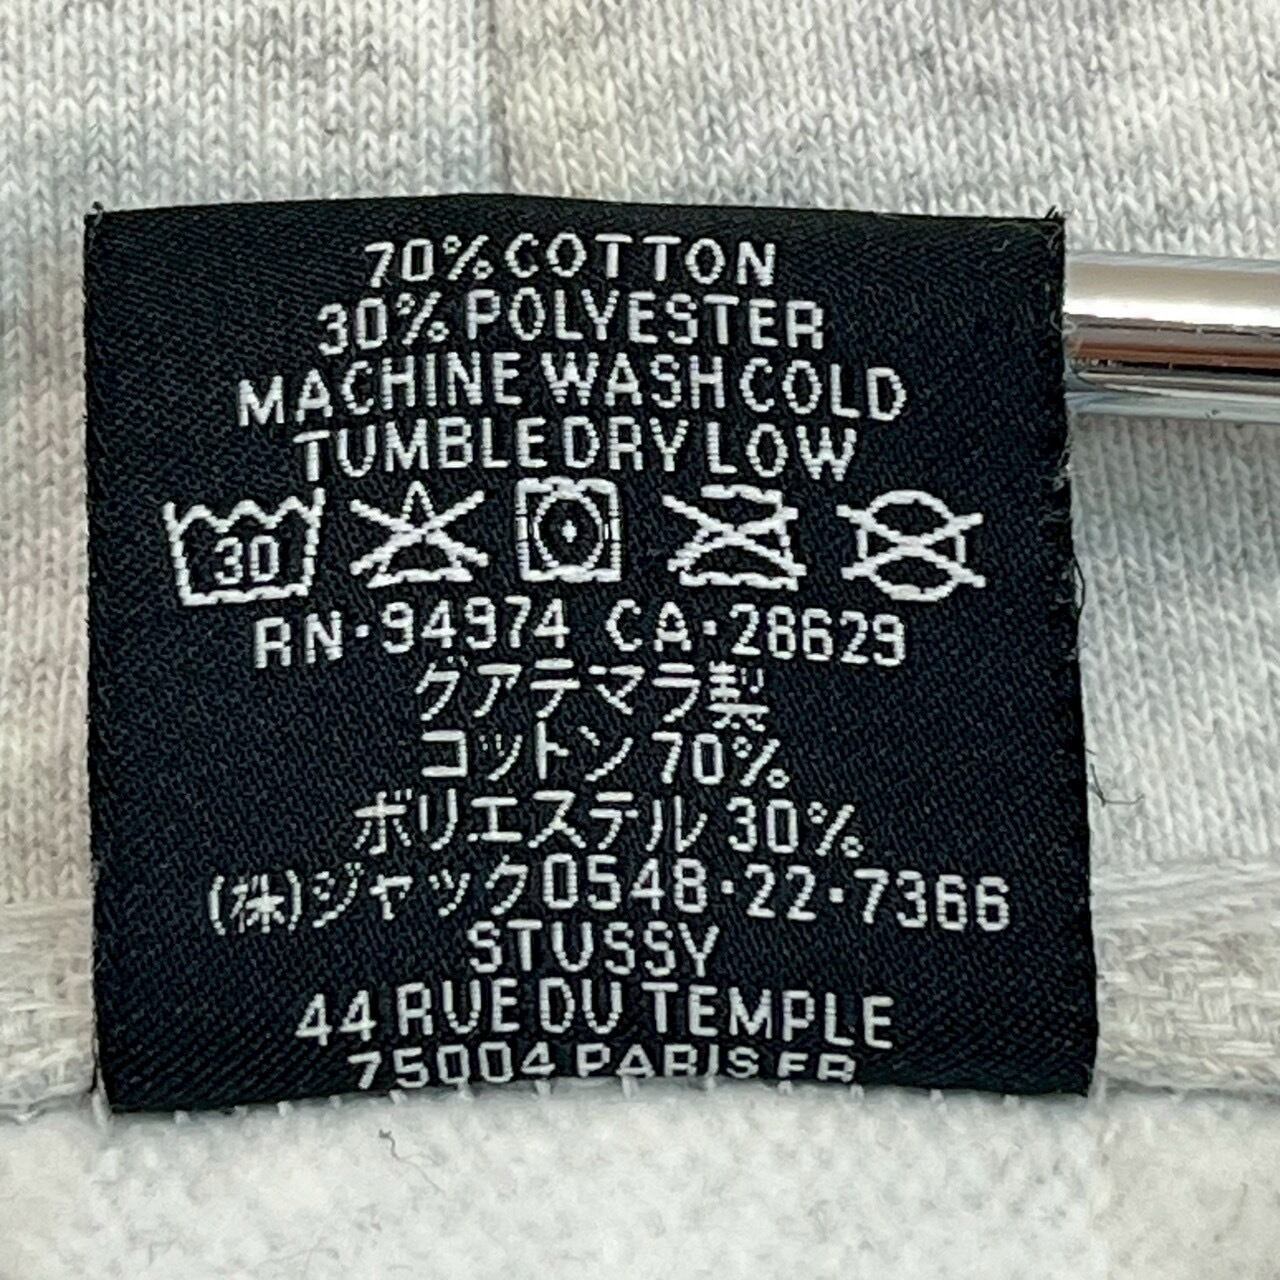 70% COTTON
30% POLYESTER
MACHINE WASH COLD
TUMBLE DRY LOW
30
RN·94974 CA·28629
グアテマラ製
コットン 70%
ポリエステル 30%
(株)ジャック0548·22·7366
STUSSY
44 RUE DU TEMPLE
75004 PARIS FR